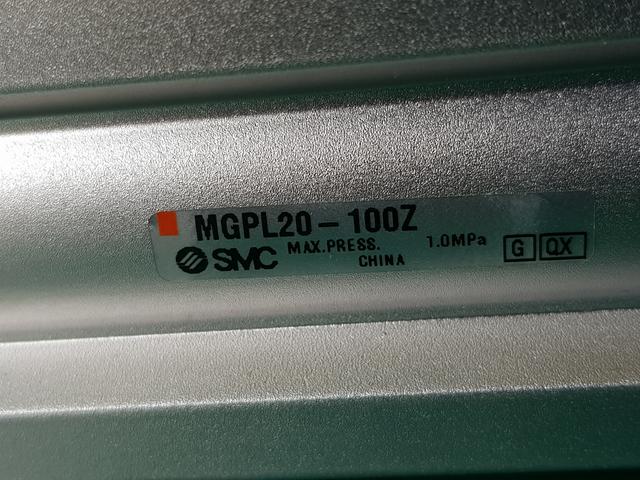 MGPL20-100Z
SMC MAX.PRESS. 1.0MPa G QX
CHINA